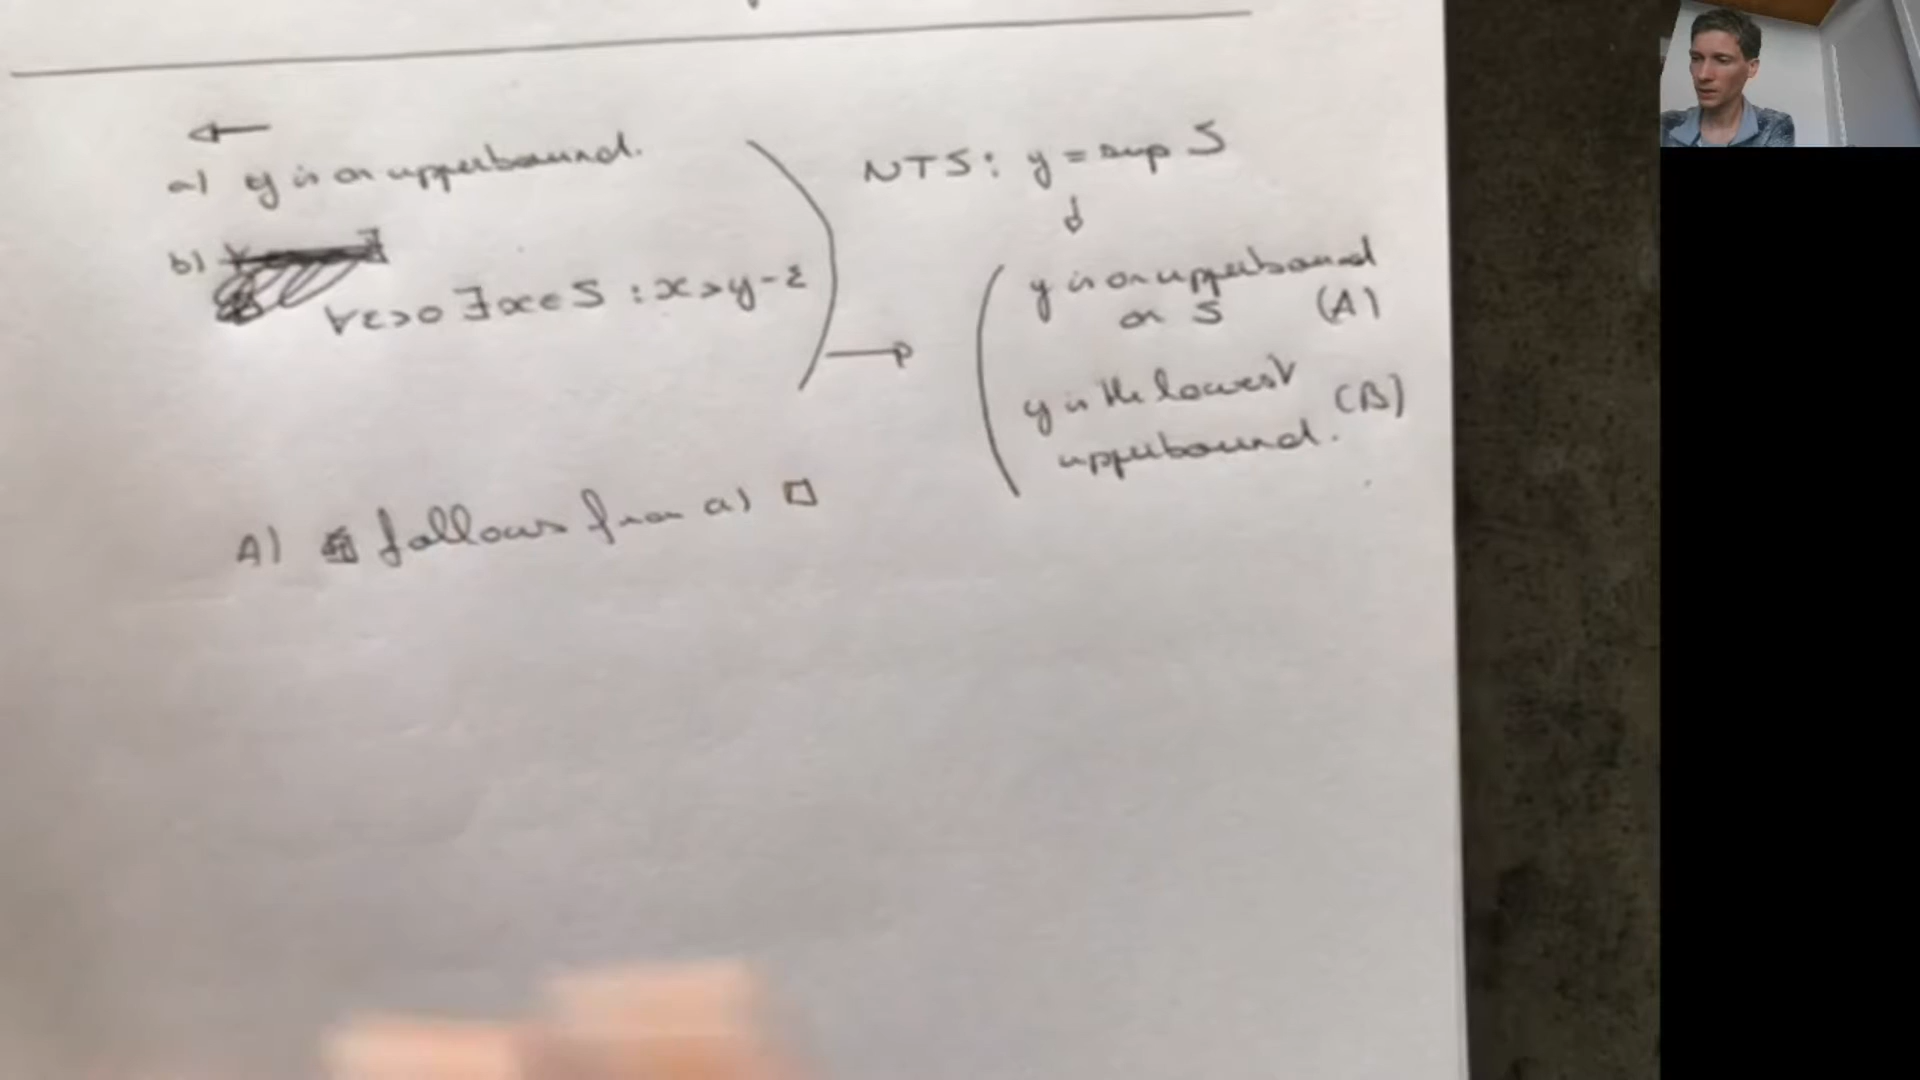 ←
a) y is an upperbound.
b)
∀ε>0 ∃x∈S : x>y-ε
→
NTS: y = sup S
↓
y is an upperbound
on S (A)
y is the lowest (B)
upperbound.
A) follows from a) □